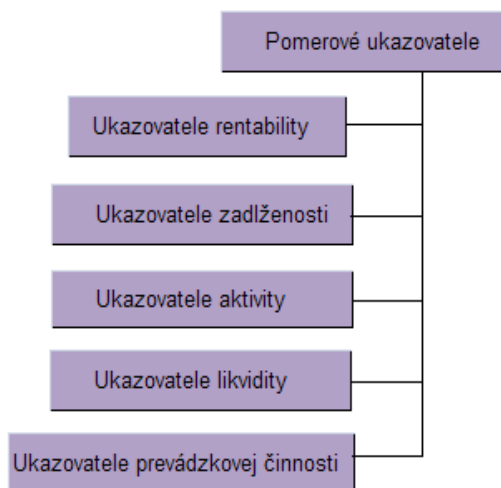 Pomerové ukazovatele
Ukazovatele rentability
Ukazovatele zadlženosti
Ukazovatele aktivity
Ukazovatele likvidity
Ukazovatele prevádzkovej činnosti